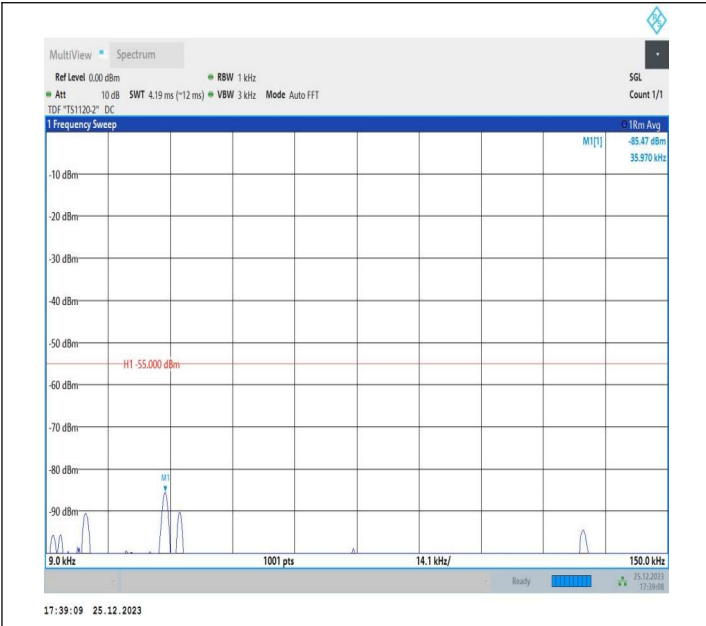 MultiView Spectrum
Ref Level 0.00 dBm RBW 1 kHz SGL
Att 10 dB SWT 4.19 ms (~12 ms) VBW 3 kHz Mode Auto FFT Count 1/1
TDF "TS1120-2" DC
1 Frequency Sweep 1Rm Avg
M1[1] -85.47 dBm
35.970 kHz
-10 dBm
-20 dBm
-30 dBm
-40 dBm
-50 dBm
H1 -55.000 dBm
-60 dBm
-70 dBm
-80 dBm
M1
-90 dBm
9.0 kHz 1001 pts 14.1 kHz/ 150.0 kHz
Ready 25.12.2023
17:39:08
17:39:09 25.12.2023